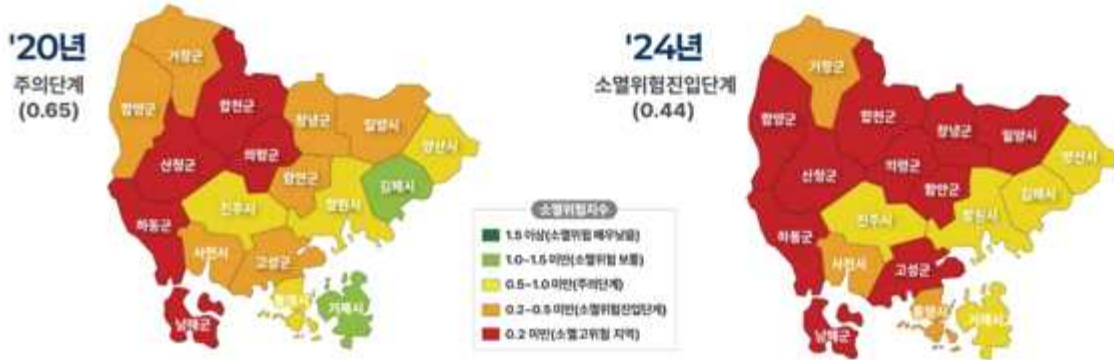 '20년
주의단계
(0.65)
거창군
함양군
합천군
창녕군
밀양시
산청군
의령군
양산시
함안군
김해시
하동군
진주시
창원시
사천시
고성군
통영시
거제시
남해군
소멸위험지수
1.5 이상(소멸위험 매우낮음)
1.0~1.5 미만(소멸위험 보통)
0.5~1.0 미만(주의단계)
0.2~0.5 미만(소멸위험진입단계)
0.2 미만(소멸고위험 지역)
'24년
소멸위험진입단계
(0.44)
거창군
함양군
합천군
창녕군
밀양시
산청군
의령군
양산시
함안군
김해시
하동군
진주시
창원시
사천시
고성군
통영시
거제시
남해군